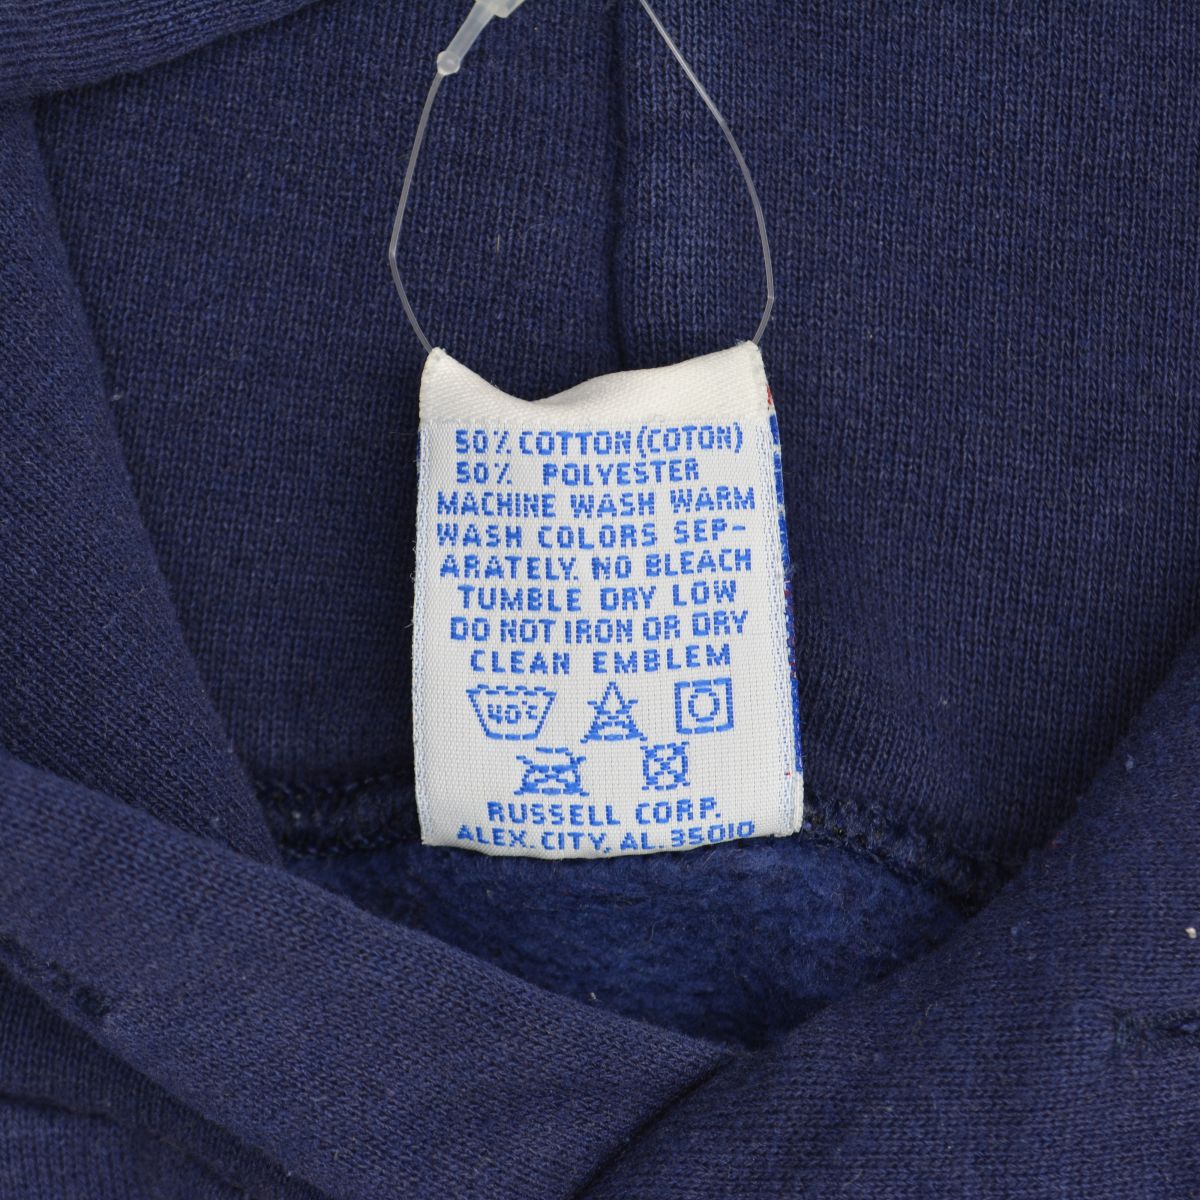 50% COTTON (COTON)
50% POLYESTER
MACHINE WASH WARM
WASH COLORS SEP-
ARATELY. NO BLEACH
TUMBLE DRY LOW
DO NOT IRON OR DRY
CLEAN EMBLEM
40°C
RUSSELL CORP.
ALEX. CITY, AL. 35010